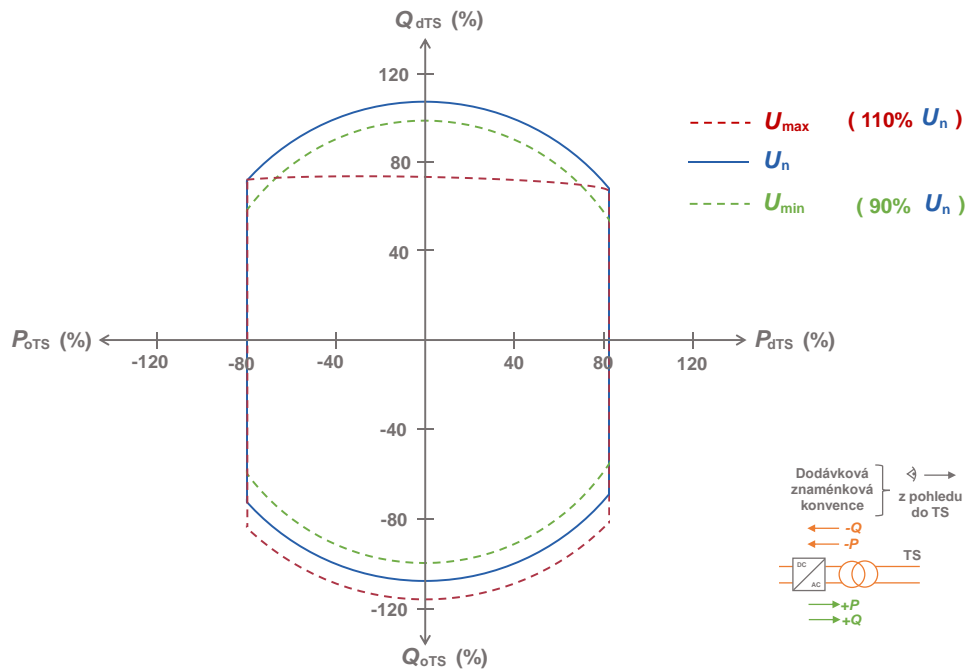 Q dTS (%)
120
80
40
P oTS (%)
-120
-80
-40
40
80
120
P dTS (%)
-40
-80
-120
Q oTS (%)
U max ( 110% U n )
U n
U min ( 90% U n )
Dodávková
znaménková
konvence
z pohledu
do TS
-Q
-P
TS
DC
AC
+P
+Q